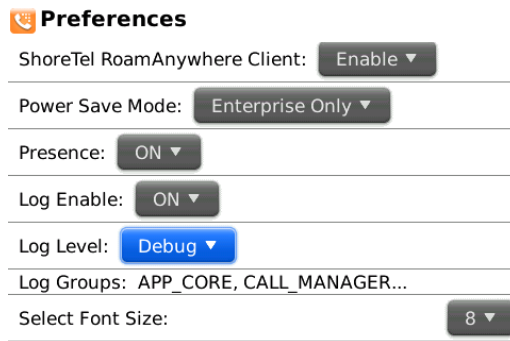 Preferences
ShoreTel RoamAnywhere Client: Enable
Power Save Mode: Enterprise Only
Presence: ON
Log Enable: ON
Log Level: Debug
Log Groups: APP_CORE, CALL_MANAGER...
Select Font Size: 8